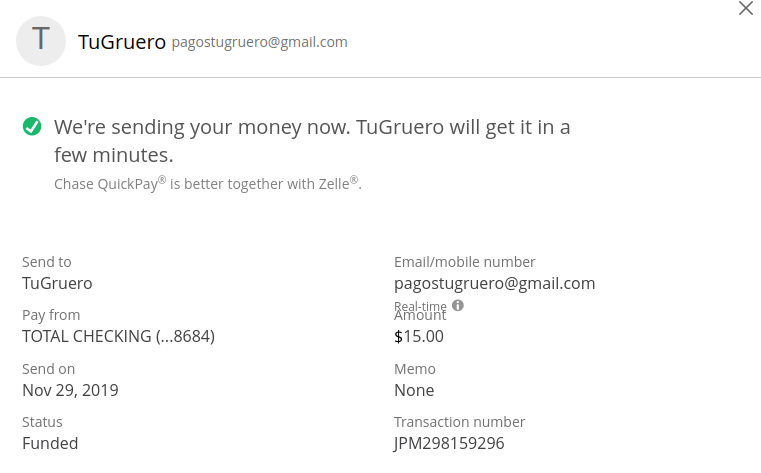 T
TuGruero pagostugruero@gmail.com
We're sending your money now. TuGruero will get it in a
few minutes.
Chase QuickPay® is better together with Zelle®.
Send to
TuGruero
Email/mobile number
pagostugruero@gmail.com
Real-time
Pay from
TOTAL CHECKING (...8684)
Amount
$15.00
Send on
Nov 29, 2019
Memo
None
Status
Funded
Transaction number
JPM298159296